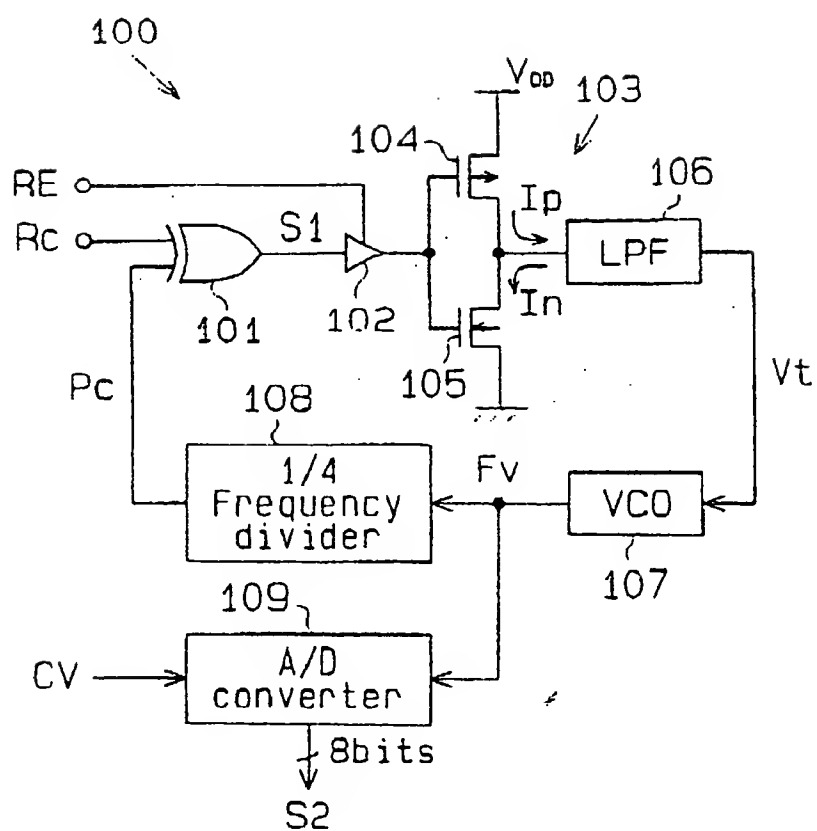 100
VDD
103
104
RE
Rc
S1
101
102
Ip
In
106
LPF
105
Pc
Vt
108
1/4
Frequency
divider
Fv
VCO
107
109
A/D
converter
CV
8bits
S2